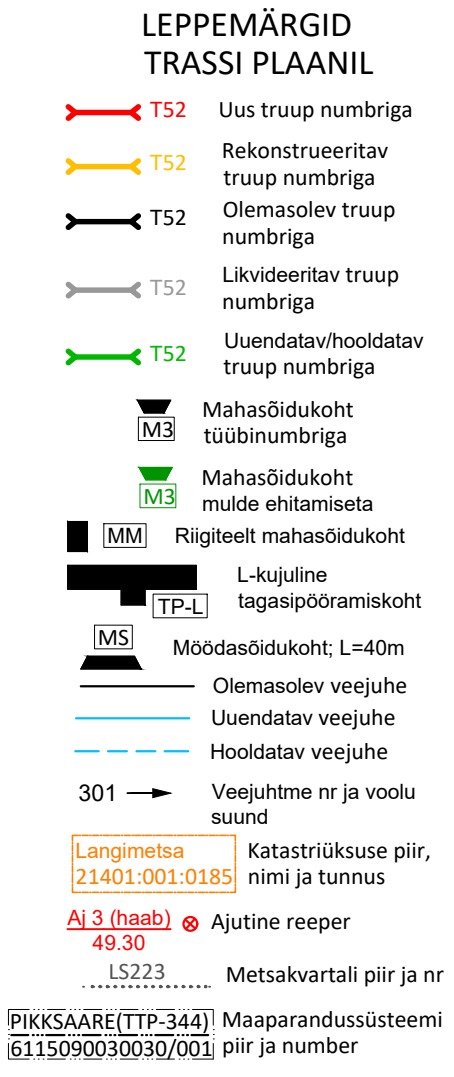 LEPPEMÄRGID
TRASSI PLAANIL
T52 Uus truup numbriga
T52 Rekonstrueeritav
truup numbriga
T52 Olemasolev truup
numbriga
T52 Likvideeritav truup
numbriga
T52 Uuendatav/hooldatav
truup numbriga
M3 Mahasõidukoht
tüübinumbriga
M3 Mahasõidukoht
mulde ehitamiseta
MM Riigiteelt mahasõidukoht
TP-L L-kujuline
tagasipööramiskoht
MS Möödasõidukoht; L=40m
Olemasolev veejuhe
Uuendatav veejuhe
Hooldatav veejuhe
301 Veejuhtme nr ja voolu
suund
Langimetsa
21401:001:0185
Katastriüksuse piir,
nimi ja tunnus
Aj 3 (haab)
49.30
Ajutine reeper
LS223 Metsakvartali piir ja nr
PIKKSAARE(TTP-344)
6115090030030/001
Maaparandussüsteemi
piir ja number